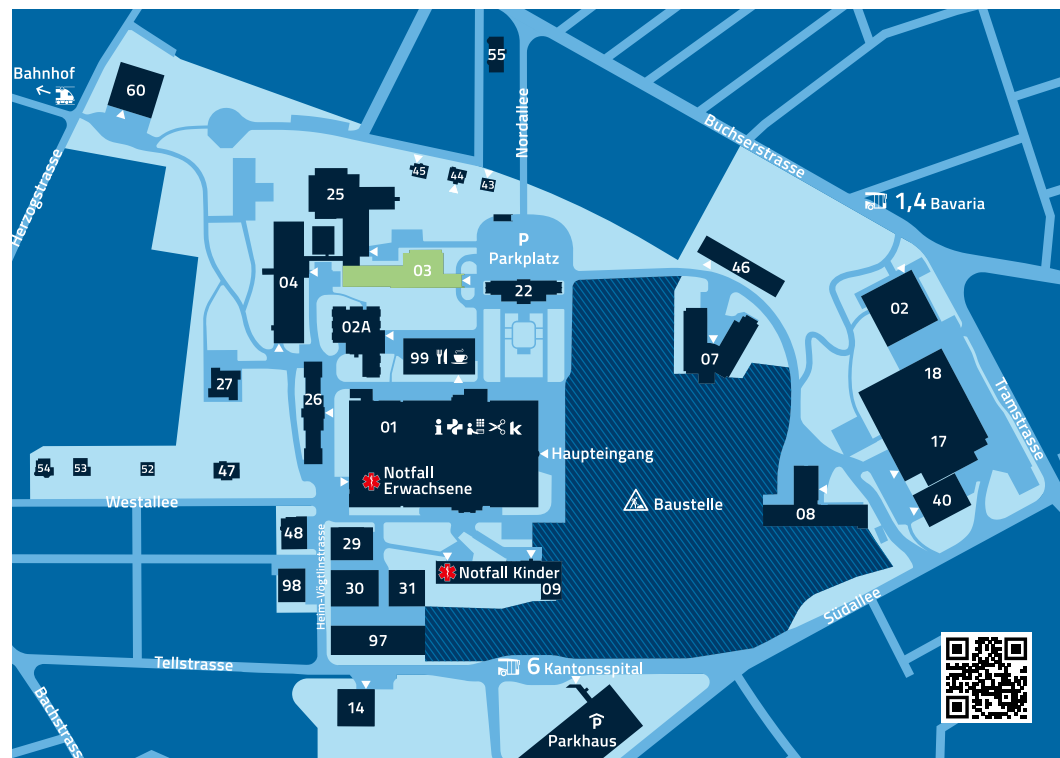 55
Bahnhof
60
Nordallee
Buchserstrasse
Herzogstrasse
45
44
43
25
1,4 Bavaria
P
Parkplatz
46
03
04
22
02
02A
99
07
18
27
26
01
i
k
17
Tramstrasse
Haupteingang
54
53
52
47
Notfall
Erwachsene
Westallee
Baustelle
40
08
48
29
Heim-Vögtlinstrasse
98
30
31
Notfall Kinder
09
Südallee
97
Tellstrasse
6 Kantonsspital
Bachstrasse
14
P
Parkhaus